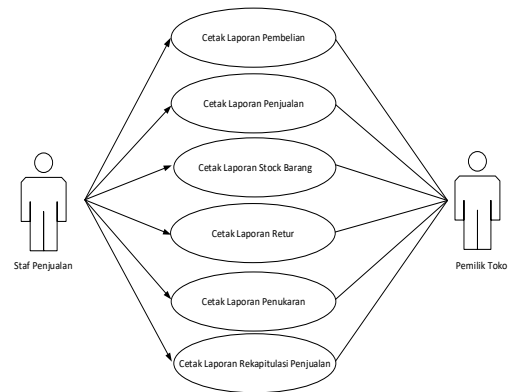 Cetak Laporan Pembelian
Cetak Laporan Penjualan
Cetak Laporan Stock Barang
Cetak Laporan Retur
Cetak Laporan Penukaran
Cetak Laporan Rekapitulasi Penjualan
Staf Penjualan
Pemilik Toko